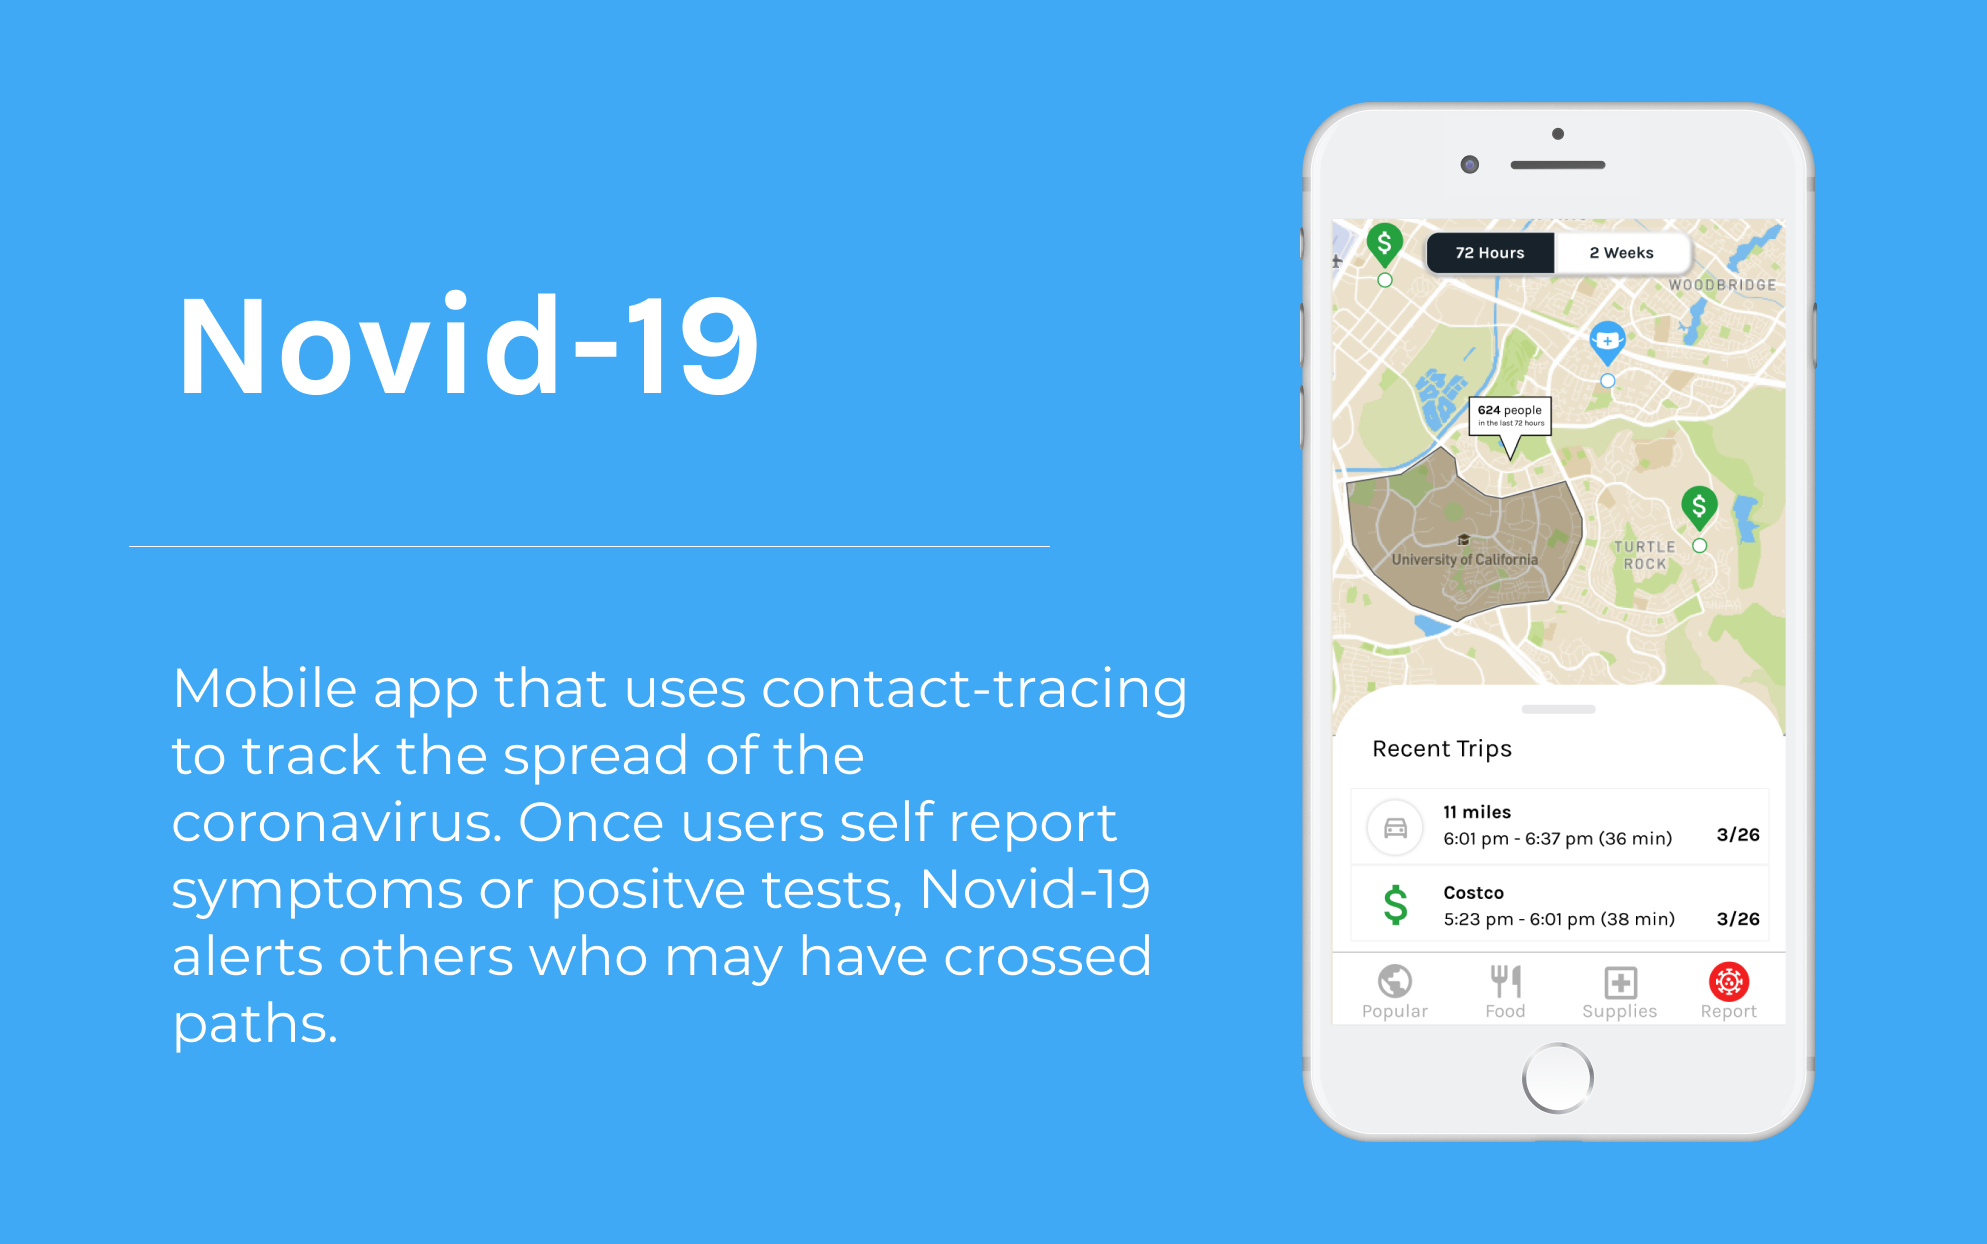 Novid-19
Mobile app that uses contact-tracing
to track the spread of the
coronavirus. Once users self report
symptoms or positve tests, Novid-19
alerts others who may have crossed
paths.
$
72 Hours
2 Weeks
WOODBRIDGE
624 people
in the last 72 hours
$
University of California
TURTLE
ROCK
Recent Trips
11 miles
6:01 pm - 6:37 pm (36 min)
3/26
$
Costco
5:23 pm - 6:01 pm (38 min)
3/26
Popular
Food
Supplies
Report